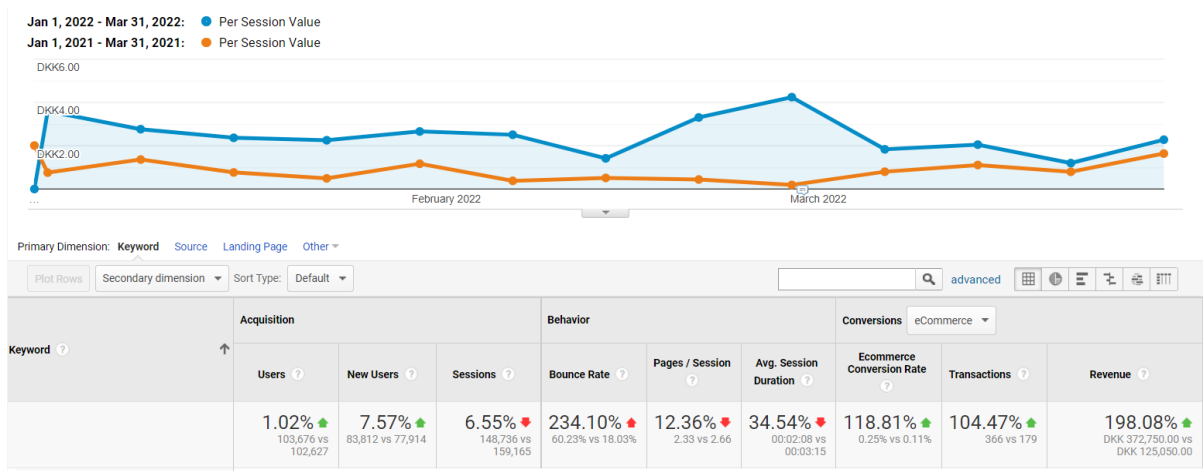 Jan 1, 2022 - Mar 31, 2022: Per Session Value
Jan 1, 2021 - Mar 31, 2021: Per Session Value
DKK6.00
DKK4.00
DKK2.00
... February 2022 March 2022
Primary Dimension: Keyword Source Landing Page Other
Plot Rows Secondary dimension Sort Type: Default advanced
Acquisition Behavior Conversions eCommerce
Keyword ? Users ? New Users ? Sessions ? Bounce Rate ? Pages / Session ? Avg. Session Duration ? Ecommerce Conversion Rate ? Transactions ? Revenue ?
1.02% 7.57% 6.55% 234.10% 12.36% 34.54% 118.81% 104.47% 198.08%
103,676 vs 102,627 83,812 vs 77,914 148,736 vs 159,165 60.23% vs 18.03% 2.33 vs 2.66 00:02:08 vs 00:03:15 0.25% vs 0.11% 366 vs 179 DKK 372,750.00 vs DKK 125,050.00